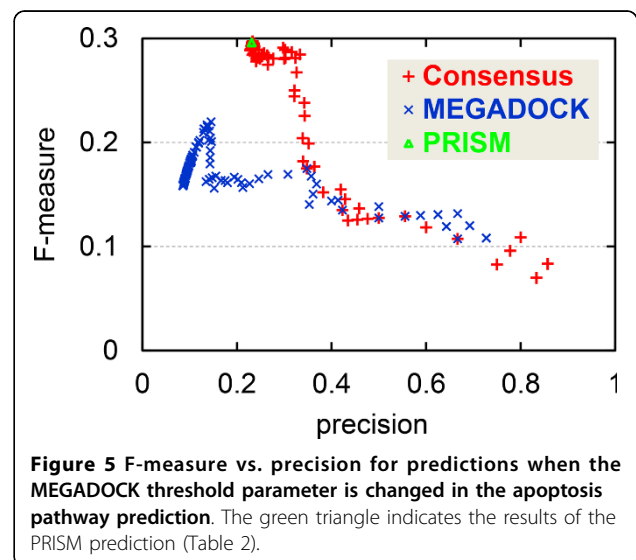 0.3
0.2
0.1
0
F-measure
Consensus
MEGADOCK
PRISM
0 0.2 0.4 0.6 0.8 1
precision
Figure 5 F-measure vs. precision for predictions when the
MEGADOCK threshold parameter is changed in the apoptosis
pathway prediction. The green triangle indicates the results of the
PRISM prediction (Table 2).